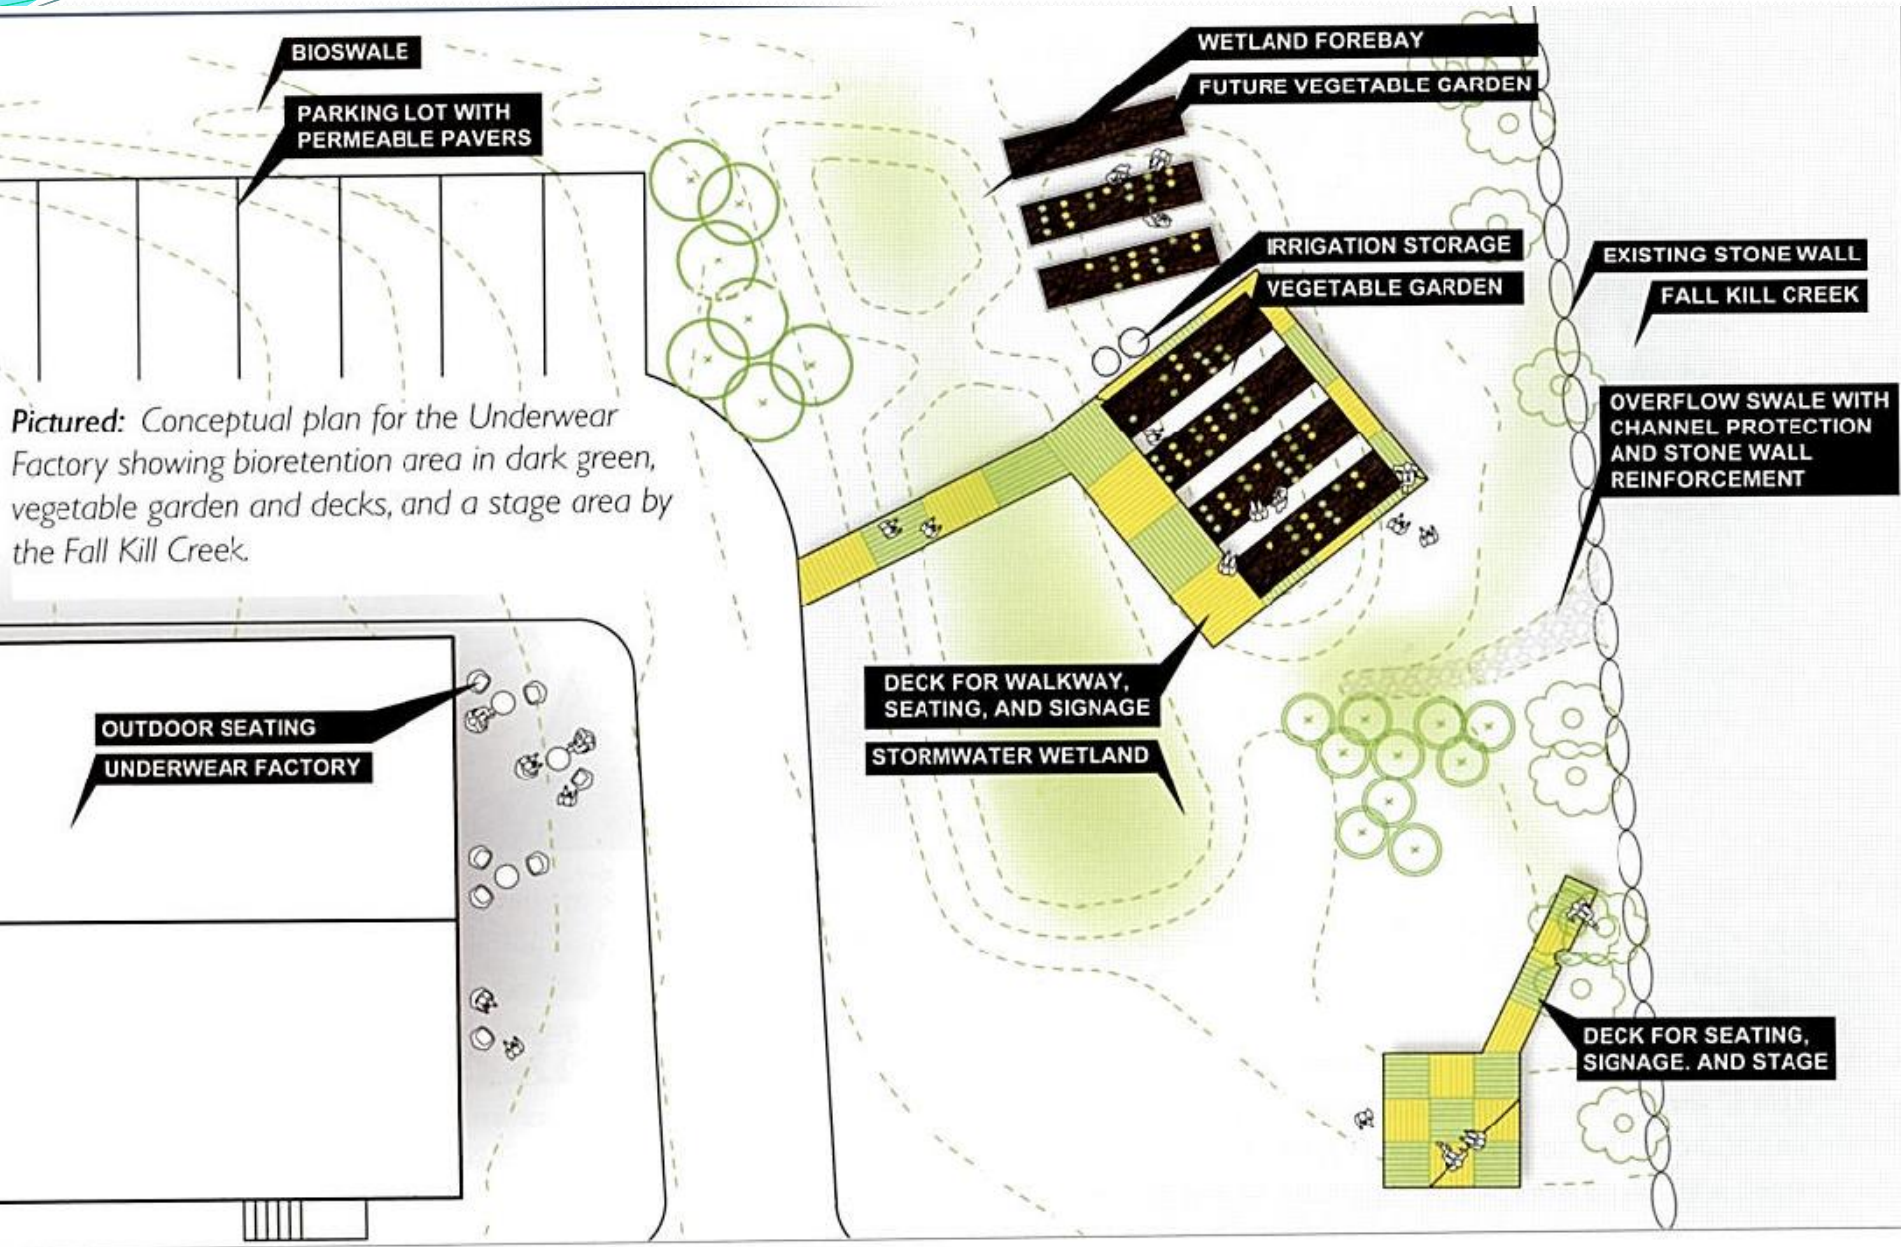 BIOSWALE
PARKING LOT WITH
PERMEABLE PAVERS
WETLAND FOREBAY
FUTURE VEGETABLE GARDEN
IRRIGATION STORAGE
VEGETABLE GARDEN
EXISTING STONE WALL
FALL KILL CREEK
OVERFLOW SWALE WITH
CHANNEL PROTECTION
AND STONE WALL
REINFORCEMENT
Pictured: Conceptual plan for the Underwear
Factory showing bioretention area in dark green,
vegetable garden and decks, and a stage area by
the Fall Kill Creek.
DECK FOR WALKWAY,
SEATING, AND SIGNAGE
STORMWATER WETLAND
OUTDOOR SEATING
UNDERWEAR FACTORY
DECK FOR SEATING,
SIGNAGE. AND STAGE